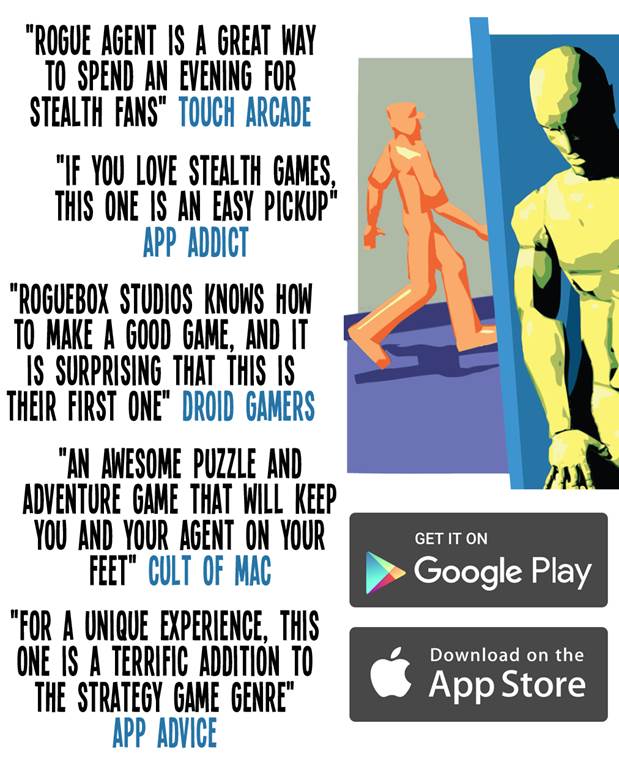 "ROGUE AGENT IS A GREAT WAY
TO SPEND AN EVENING FOR
STEALTH FANS" TOUCH ARCADE
"IF YOU LOVE STEALTH GAMES,
THIS ONE IS AN EASY PICKUP"
APP ADDICT
"ROGUEBOX STUDIOS KNOWS HOW
TO MAKE A GOOD GAME, AND IT
IS SURPRISING THAT THIS IS
THEIR FIRST ONE" DROID GAMERS
"AN AWESOME PUZZLE AND
ADVENTURE GAME THAT WILL KEEP
YOU AND YOUR AGENT ON YOUR
FEET" CULT OF MAC
"FOR A UNIQUE EXPERIENCE, THIS
ONE IS A TERRIFIC ADDITION TO
THE STRATEGY GAME GENRE"
APP ADVICE
GET IT ON
Google Play
Download on the
App Store